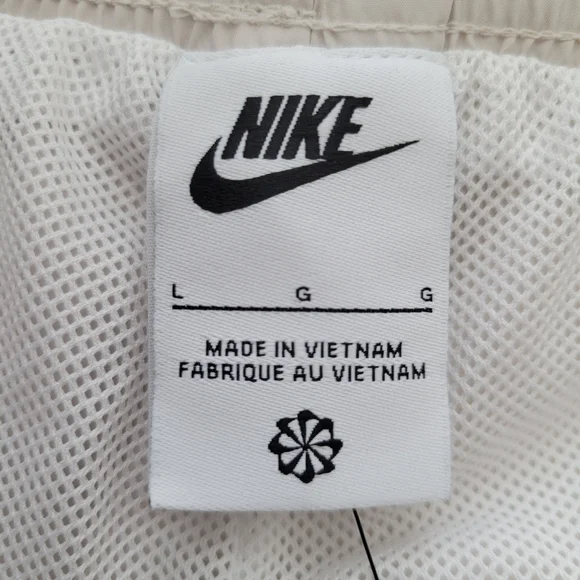 NIKE
L G G
MADE IN VIETNAM
FABRIQUE AU VIETNAM